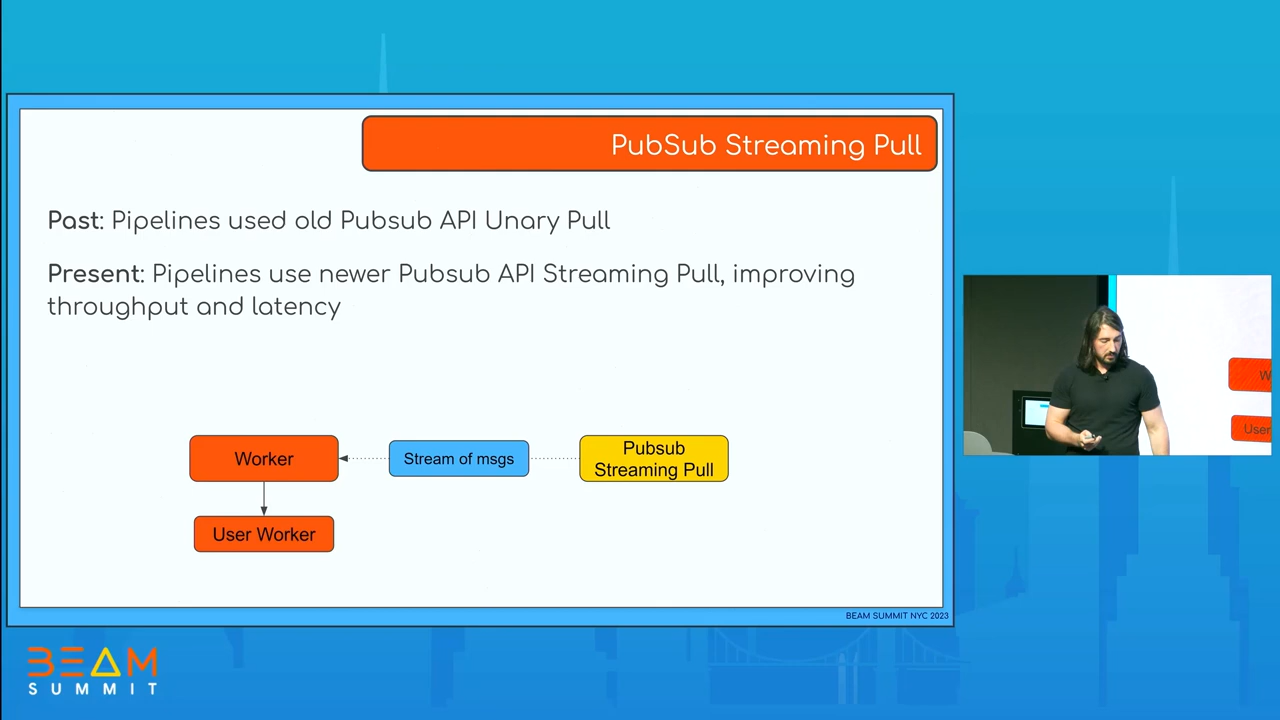 PubSub Streaming Pull
Past: Pipelines used old Pubsub API Unary Pull
Present: Pipelines use newer Pubsub API Streaming Pull, improving
throughput and latency
Worker
Stream of msgs
Pubsub
Streaming Pull
User Worker
BEAM SUMMIT NYC 2023
BEAM
SUMMIT
W
User